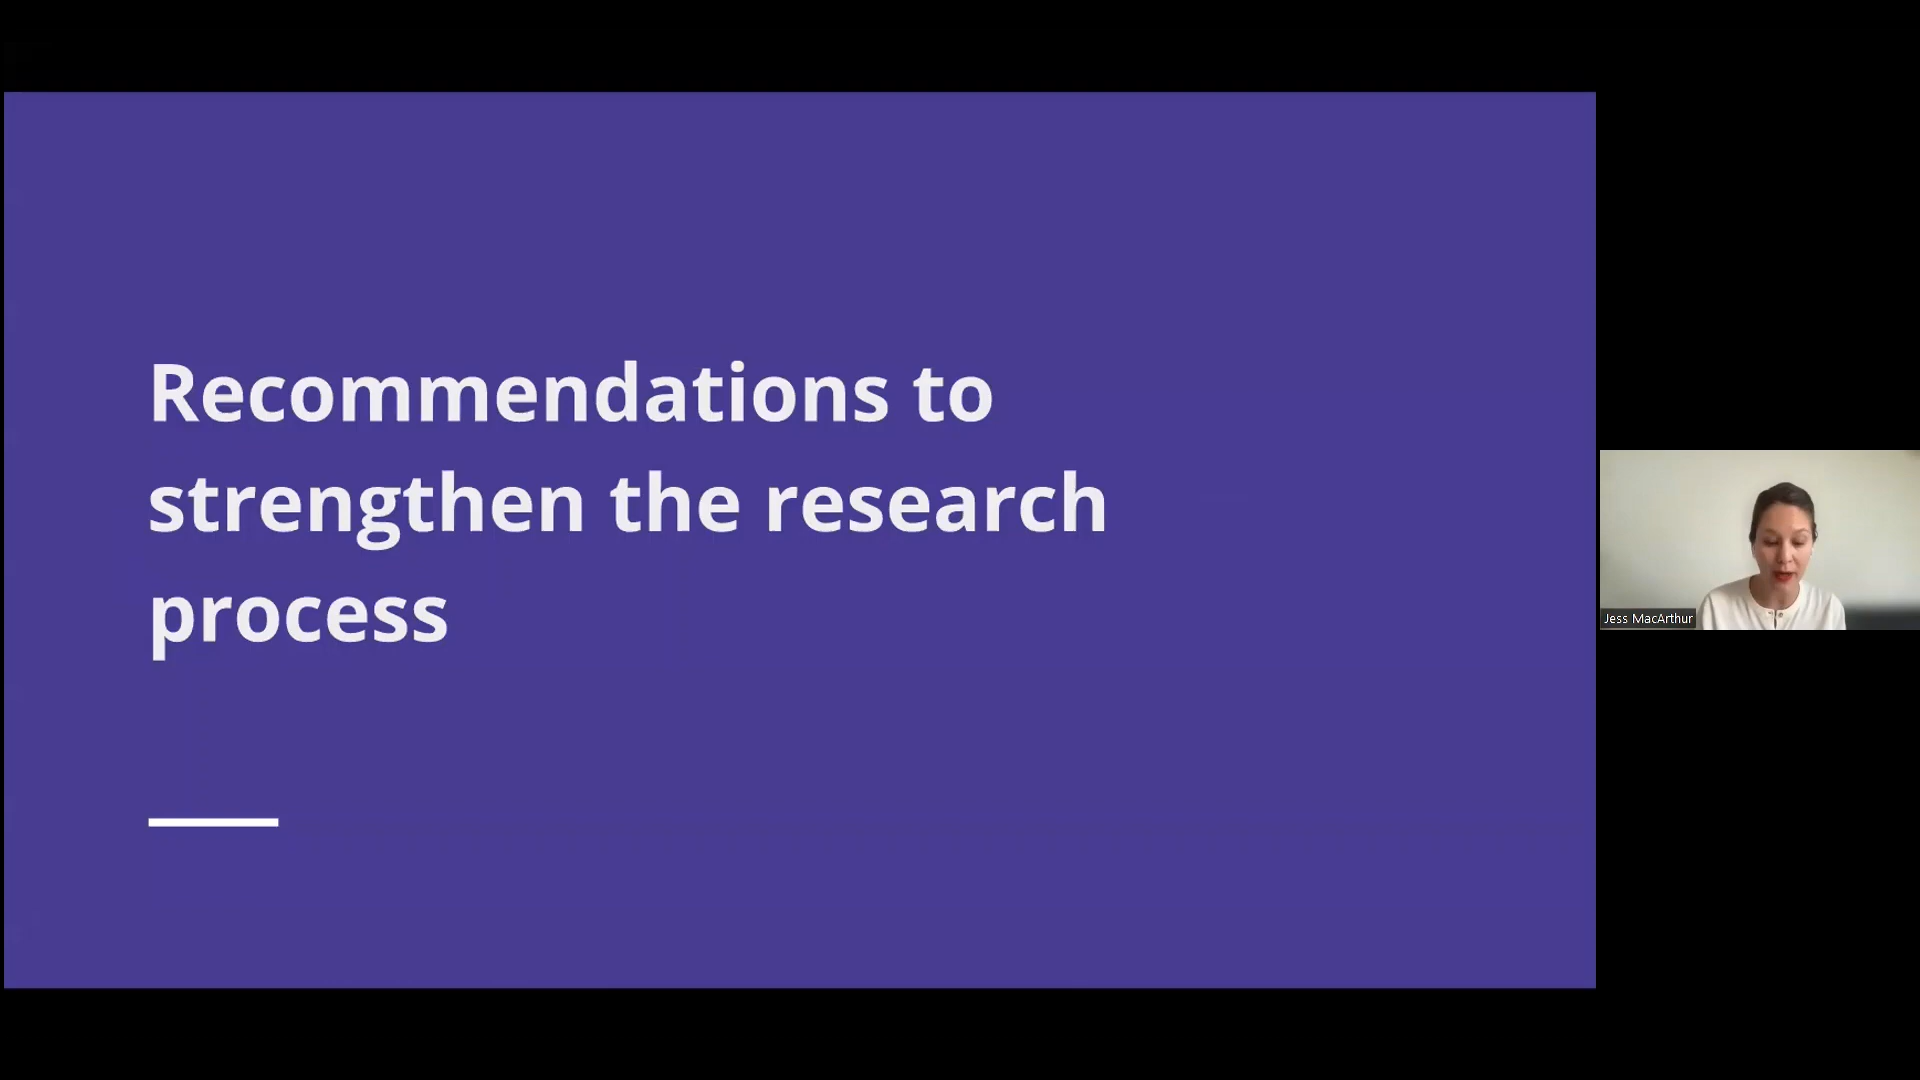 Recommendations to
strengthen the research
process
Jess MacArthur